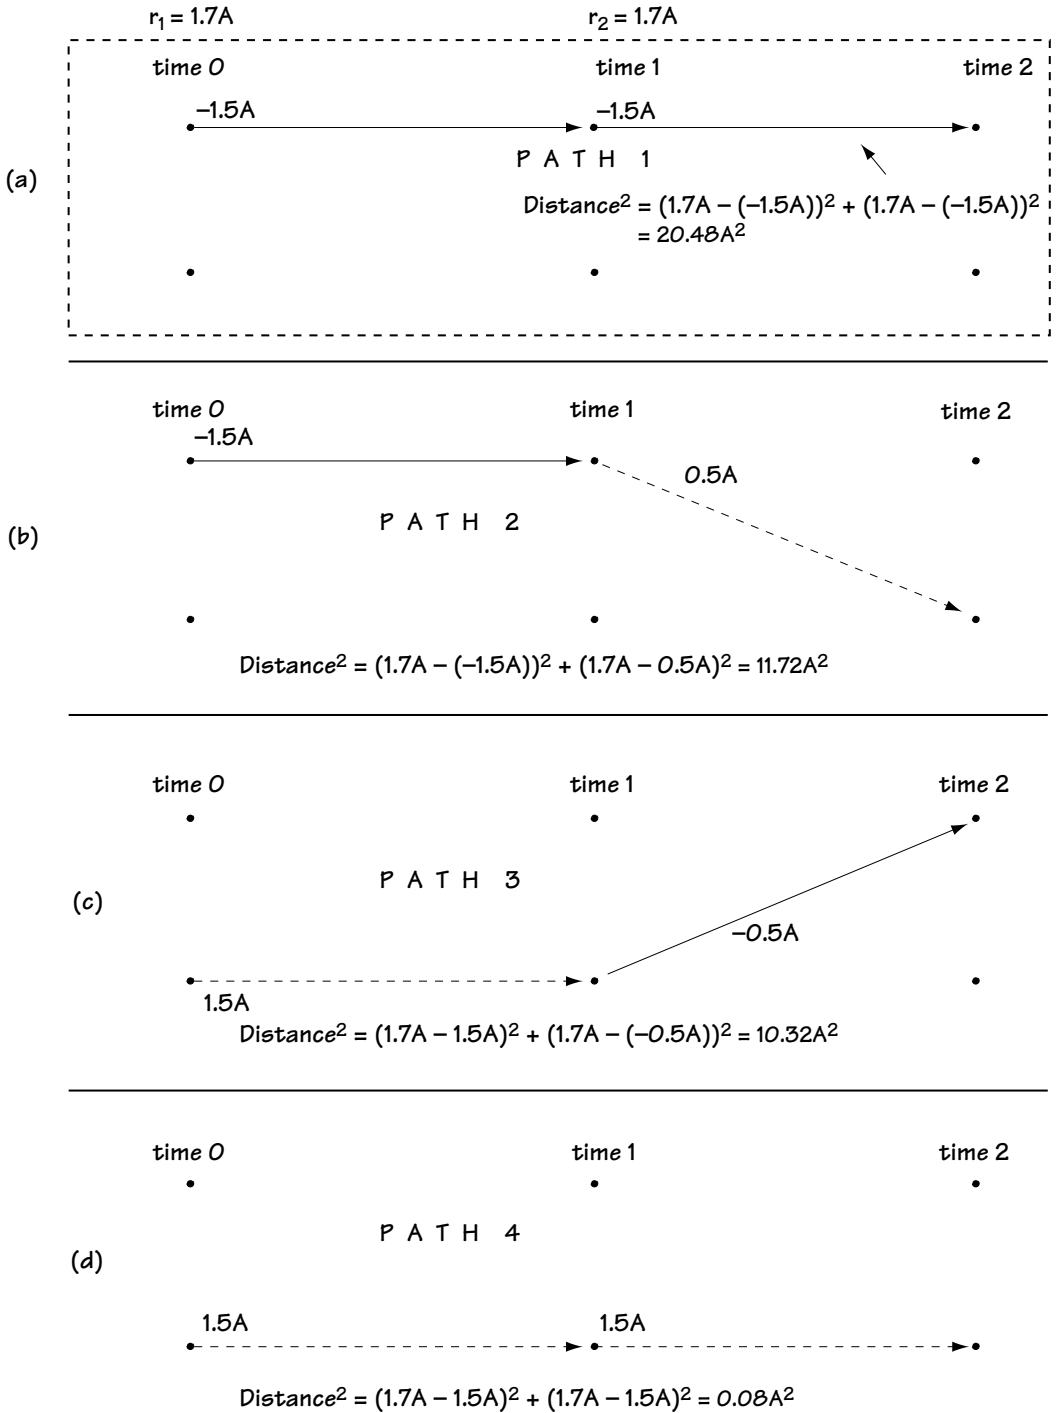 r₁ = 1.7A r₂ = 1.7A
time 0 time 1 time 2
–1.5A –1.5A
PATH 1
(a)
Distance² = (1.7A – (–1.5A))² + (1.7A – (–1.5A))²
= 20.48A²
time 0 time 1 time 2
–1.5A
0.5A
PATH 2
(b)
Distance² = (1.7A – (–1.5A))² + (1.7A – 0.5A)² = 11.72A²
time 0 time 1 time 2
PATH 3
(c)
–0.5A
1.5A
Distance² = (1.7A – 1.5A)² + (1.7A – (–0.5A))² = 10.32A²
time 0 time 1 time 2
PATH 4
(d)
1.5A 1.5A
Distance² = (1.7A – 1.5A)² + (1.7A – 1.5A)² = 0.08A²